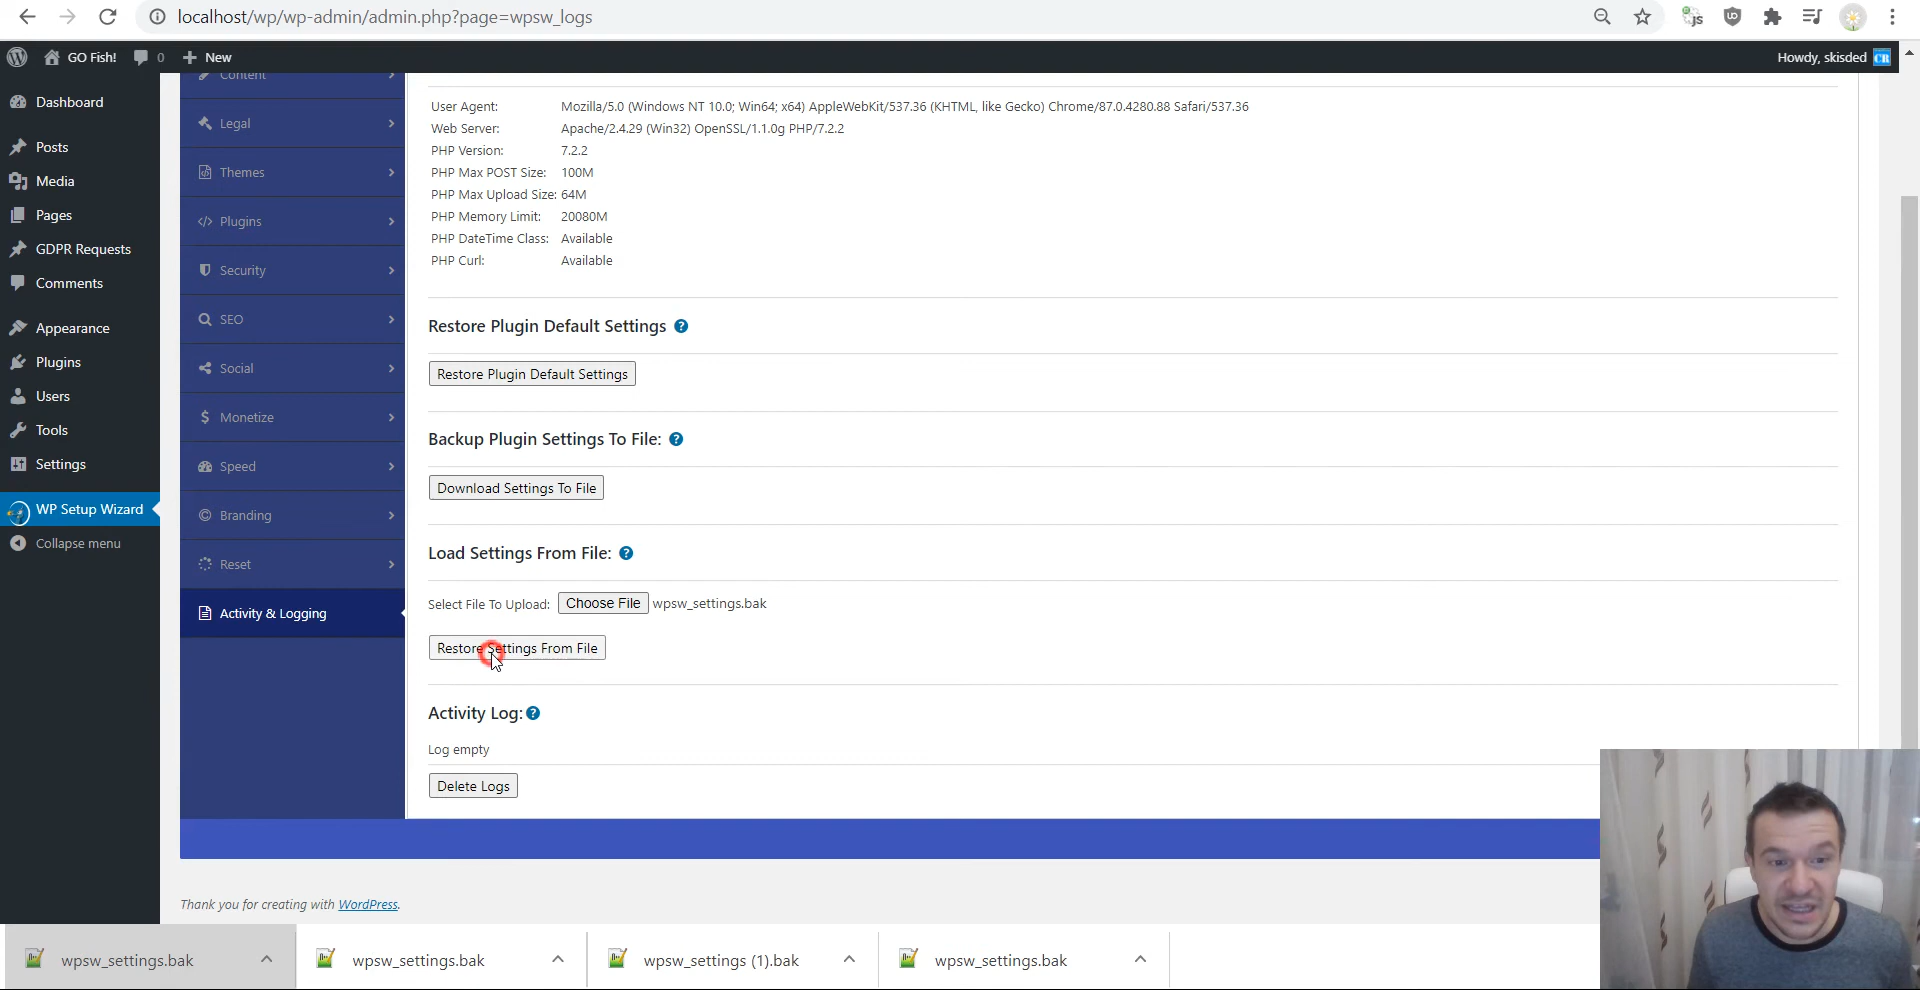 localhost/wp/wp-admin/admin.php?page=wpsw_logs
GO Fish!
0
New
Howdy, skisded
CR
Dashboard
Posts
Media
Pages
GDPR Requests
Comments
Appearance
Plugins
Users
Tools
Settings
WP Setup Wizard
Collapse menu
Content
Legal
Themes
Plugins
Security
SEO
Social
Monetize
Speed
Branding
Reset
Activity & Logging
User Agent: Mozilla/5.0 (Windows NT 10.0; Win64; x64) AppleWebKit/537.36 (KHTML, like Gecko) Chrome/87.0.4280.88 Safari/537.36
Web Server: Apache/2.4.29 (Win32) OpenSSL/1.1.0g PHP/7.2.2
PHP Version: 7.2.2
PHP Max POST Size: 100M
PHP Max Upload Size: 64M
PHP Memory Limit: 20080M
PHP DateTime Class: Available
PHP Curl: Available
Restore Plugin Default Settings ?
Restore Plugin Default Settings
Backup Plugin Settings To File: ?
Download Settings To File
Load Settings From File: ?
Select File To Upload: Choose File wpsw_settings.bak
Restore Settings From File
Activity Log: ?
Log empty
Delete Logs
Thank you for creating with WordPress.
wpsw_settings.bak
wpsw_settings.bak
wpsw_settings (1).bak
wpsw_settings.bak